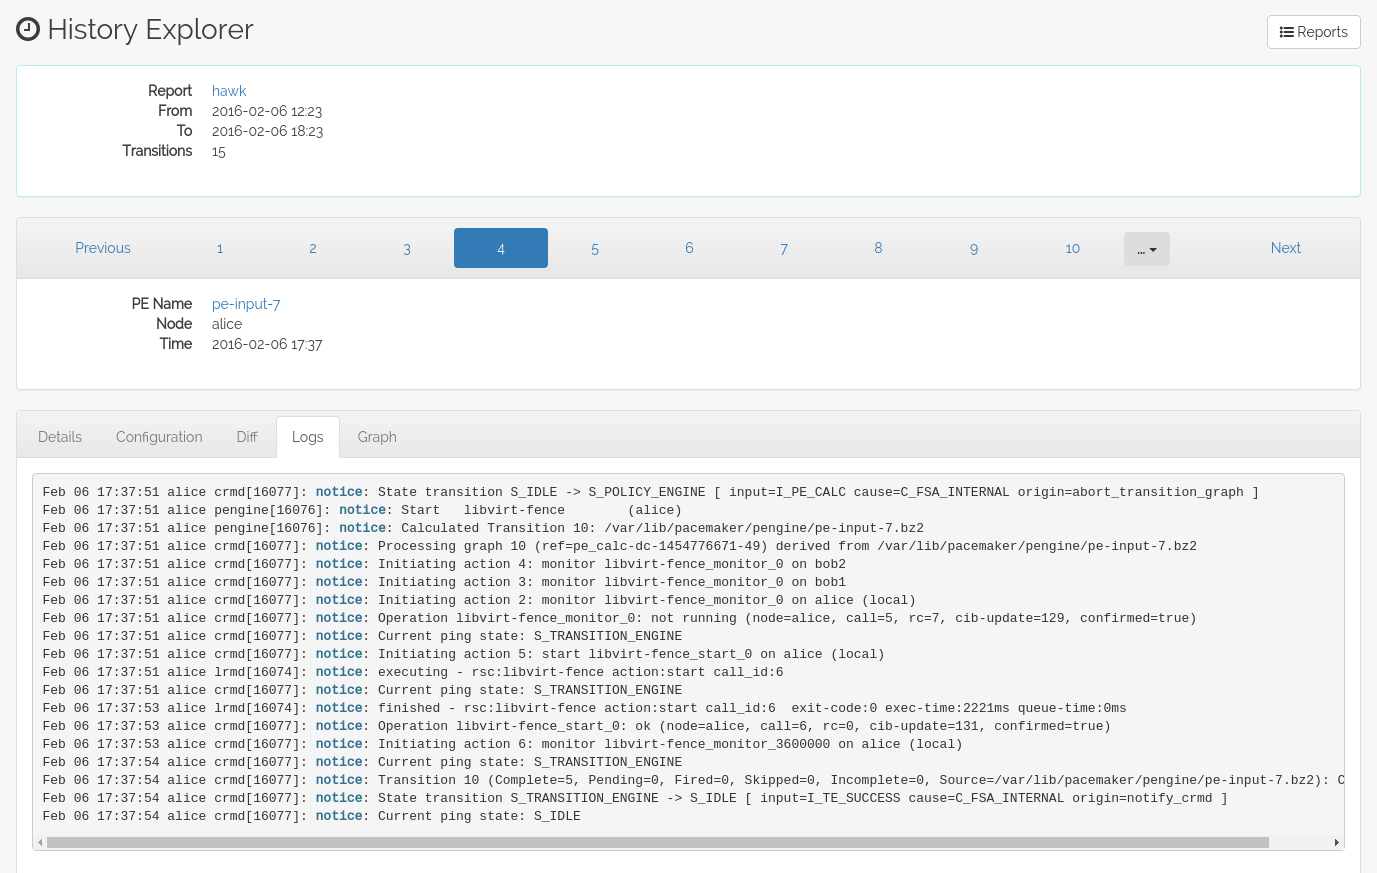 History Explorer
Reports
Report hawk
From 2016-02-06 12:23
To 2016-02-06 18:23
Transitions 15
Previous 1 2 3 4 5 6 7 8 9 10 ... Next
PE Name pe-input-7
Node alice
Time 2016-02-06 17:37
Details Configuration Diff Logs Graph
Feb 06 17:37:51 alice crmd[16077]: notice: State transition S_IDLE -> S_POLICY_ENGINE [ input=I_PE_CALC cause=C_FSA_INTERNAL origin=abort_transition_graph ]
Feb 06 17:37:51 alice pengine[16076]: notice: Start   libvirt-fence        (alice)
Feb 06 17:37:51 alice pengine[16076]: notice: Calculated Transition 10: /var/lib/pacemaker/pengine/pe-input-7.bz2
Feb 06 17:37:51 alice crmd[16077]: notice: Processing graph 10 (ref=pe_calc-dc-1454776671-49) derived from /var/lib/pacemaker/pengine/pe-input-7.bz2
Feb 06 17:37:51 alice crmd[16077]: notice: Initiating action 4: monitor libvirt-fence_monitor_0 on bob2
Feb 06 17:37:51 alice crmd[16077]: notice: Initiating action 3: monitor libvirt-fence_monitor_0 on bob1
Feb 06 17:37:51 alice crmd[16077]: notice: Initiating action 2: monitor libvirt-fence_monitor_0 on alice (local)
Feb 06 17:37:51 alice crmd[16077]: notice: Operation libvirt-fence_monitor_0: not running (node=alice, call=5, rc=7, cib-update=129, confirmed=true)
Feb 06 17:37:51 alice crmd[16077]: notice: Current ping state: S_TRANSITION_ENGINE
Feb 06 17:37:51 alice crmd[16077]: notice: Initiating action 5: start libvirt-fence_start_0 on alice (local)
Feb 06 17:37:51 alice lrmd[16074]: notice: executing - rsc:libvirt-fence action:start call_id:6
Feb 06 17:37:51 alice crmd[16077]: notice: Current ping state: S_TRANSITION_ENGINE
Feb 06 17:37:53 alice lrmd[16074]: notice: finished - rsc:libvirt-fence action:start call_id:6  exit-code:0 exec-time:2221ms queue-time:0ms
Feb 06 17:37:53 alice crmd[16077]: notice: Operation libvirt-fence_start_0: ok (node=alice, call=6, rc=0, cib-update=131, confirmed=true)
Feb 06 17:37:53 alice crmd[16077]: notice: Initiating action 6: monitor libvirt-fence_monitor_3600000 on alice (local)
Feb 06 17:37:54 alice crmd[16077]: notice: Current ping state: S_TRANSITION_ENGINE
Feb 06 17:37:54 alice crmd[16077]: notice: Transition 10 (Complete=5, Pending=0, Fired=0, Skipped=0, Incomplete=0, Source=/var/lib/pacemaker/pengine/pe-input-7.bz2): C
Feb 06 17:37:54 alice crmd[16077]: notice: State transition S_TRANSITION_ENGINE -> S_IDLE [ input=I_TE_SUCCESS cause=C_FSA_INTERNAL origin=notify_crmd ]
Feb 06 17:37:54 alice crmd[16077]: notice: Current ping state: S_IDLE